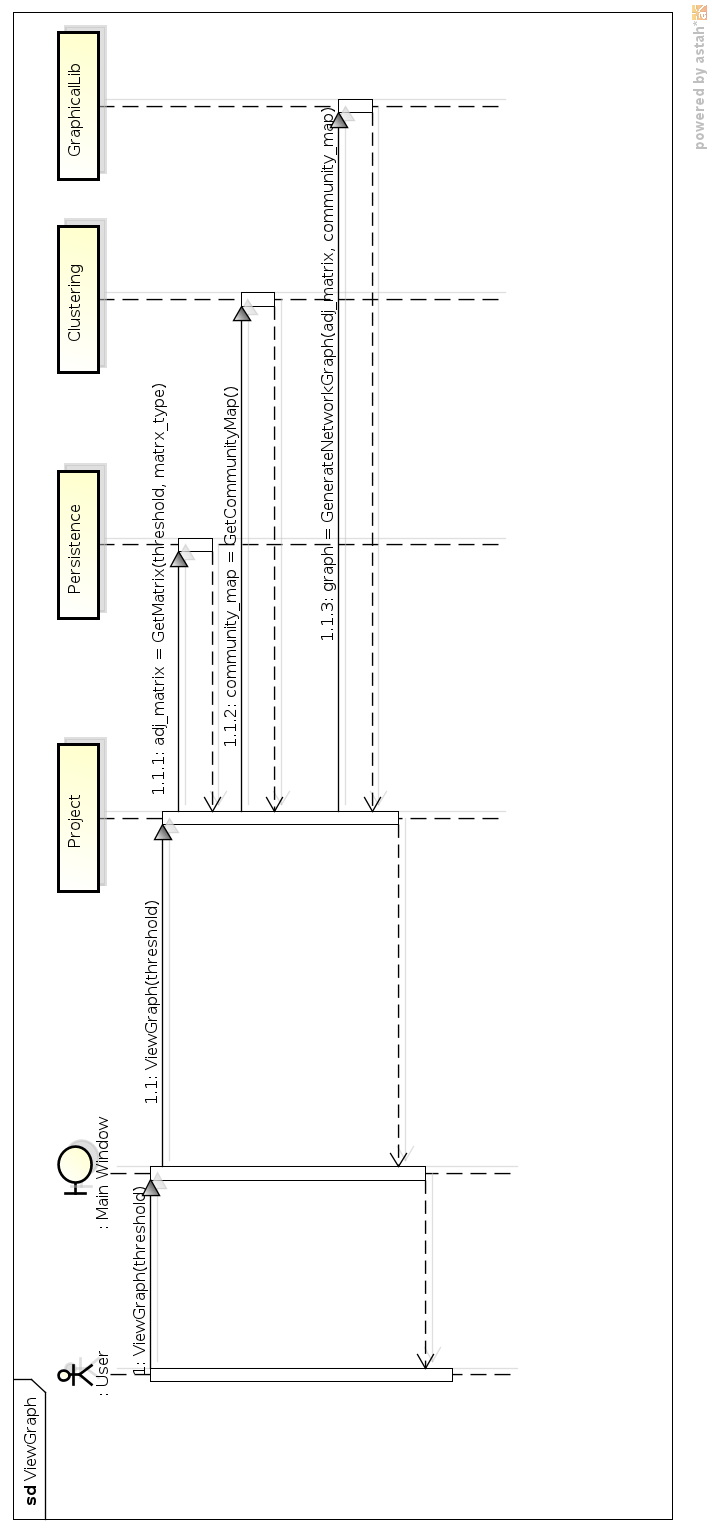 sd ViewGraph
: User
: Main Window
Project
Persistence
Clustering
GraphicalLib
1: ViewGraph(threshold)
1.1: ViewGraph(threshold)
1.1.1: adj_matrix = GetMatrix(threshold, matrx_type)
1.1.2: community_map = GetCommunityMap()
1.1.3: graph = GenerateNetworkGraph(adj_matrix, community_map)
powered by astah*